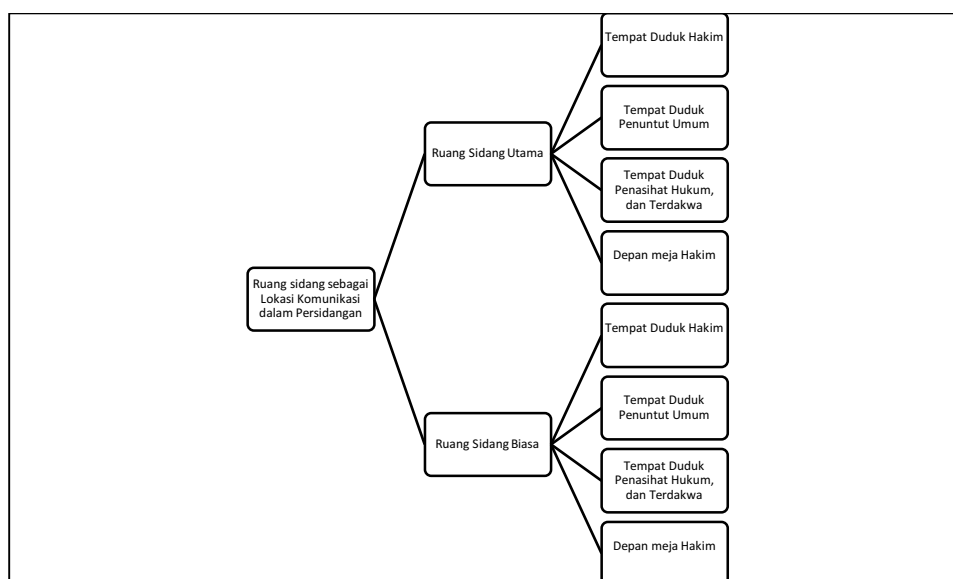 Ruang sidang sebagai
Lokasi Komunikasi
dalam Persidangan
Ruang Sidang Utama
Tempat Duduk Hakim
Tempat Duduk
Penuntut Umum
Tempat Duduk
Penasihat Hukum,
dan Terdakwa
Depan meja Hakim
Ruang Sidang Biasa
Tempat Duduk Hakim
Tempat Duduk
Penuntut Umum
Tempat Duduk
Penasihat Hukum,
dan Terdakwa
Depan meja Hakim